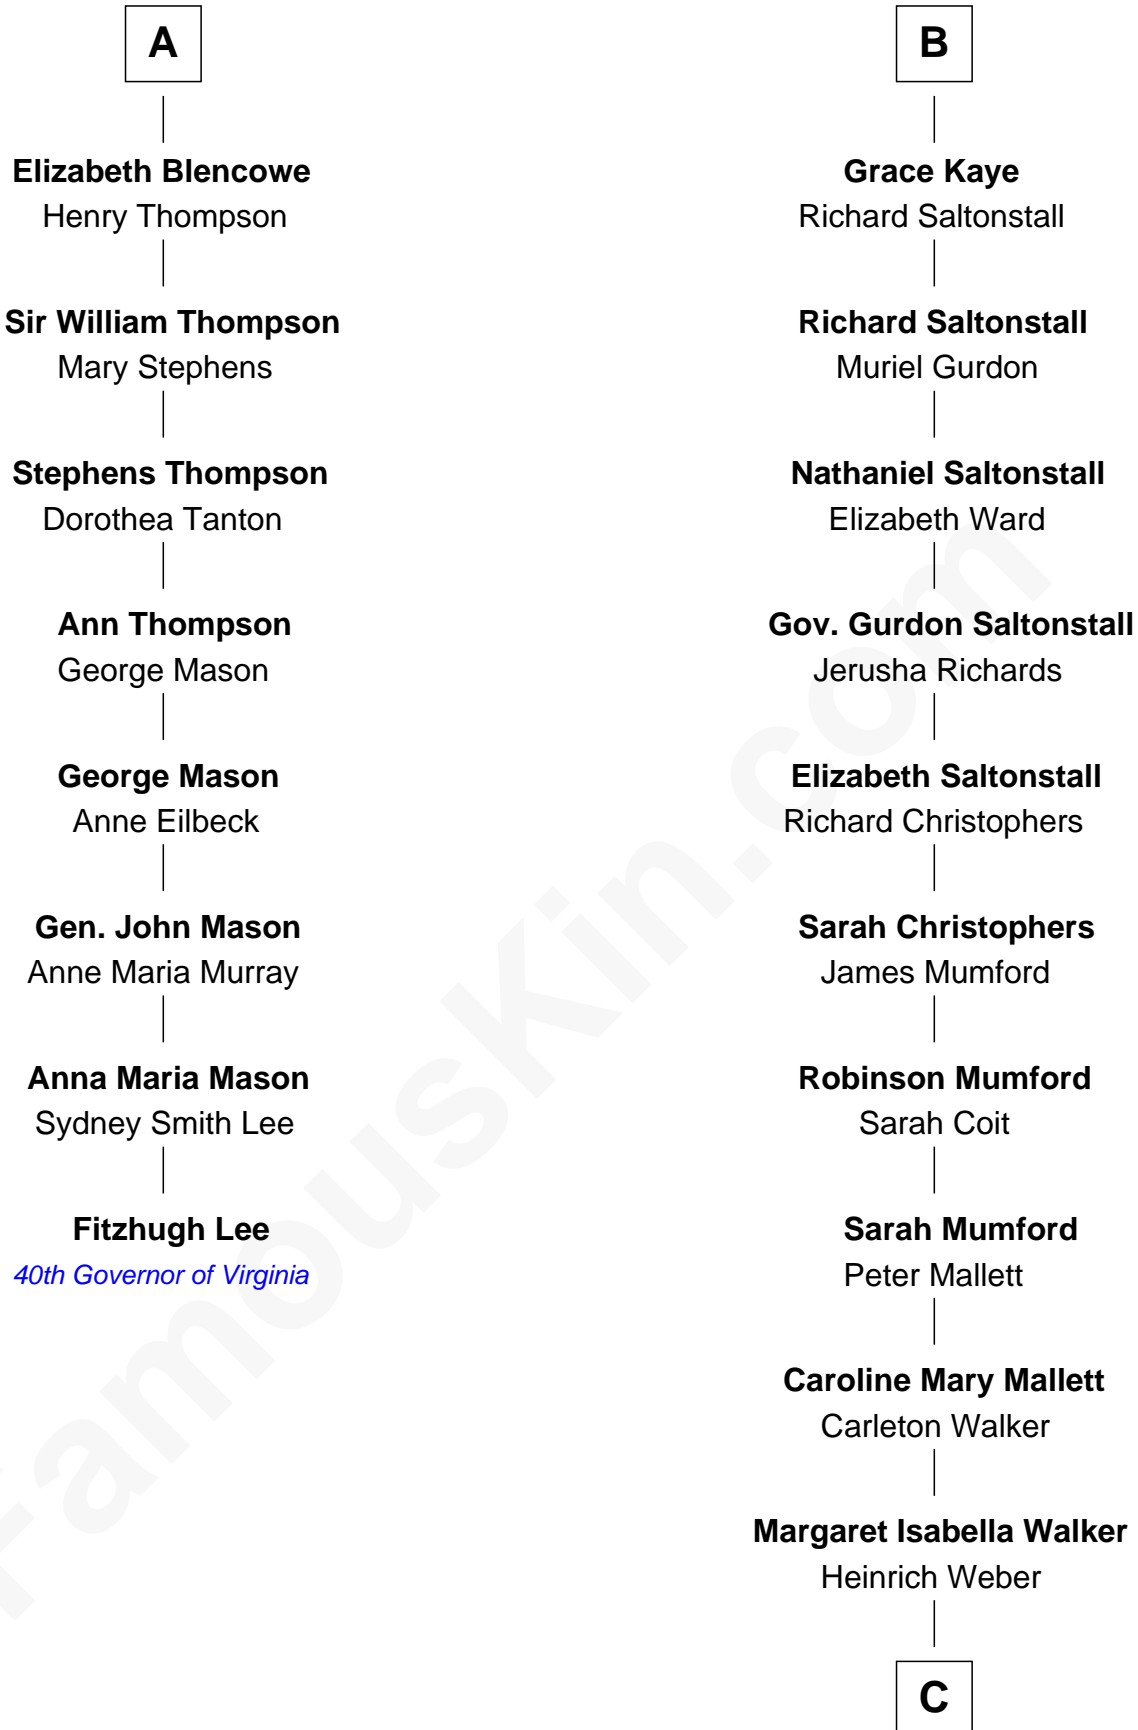 A
Elizabeth Blencowe
Henry Thompson
Sir William Thompson
Mary Stephens
Stephens Thompson
Dorothea Tanton
Ann Thompson
George Mason
George Mason
Anne Eilbeck
Gen. John Mason
Anne Maria Murray
Anna Maria Mason
Sydney Smith Lee
Fitzhugh Lee
40th Governor of Virginia
B
Grace Kaye
Richard Saltonstall
Richard Saltonstall
Muriel Gurdon
Nathaniel Saltonstall
Elizabeth Ward
Gov. Gurdon Saltonstall
Jerusha Richards
Elizabeth Saltonstall
Richard Christophers
Sarah Christophers
James Mumford
Robinson Mumford
Sarah Coit
Sarah Mumford
Peter Mallett
Caroline Mary Mallett
Carleton Walker
Margaret Isabella Walker
Heinrich Weber
C
FamousKin.com